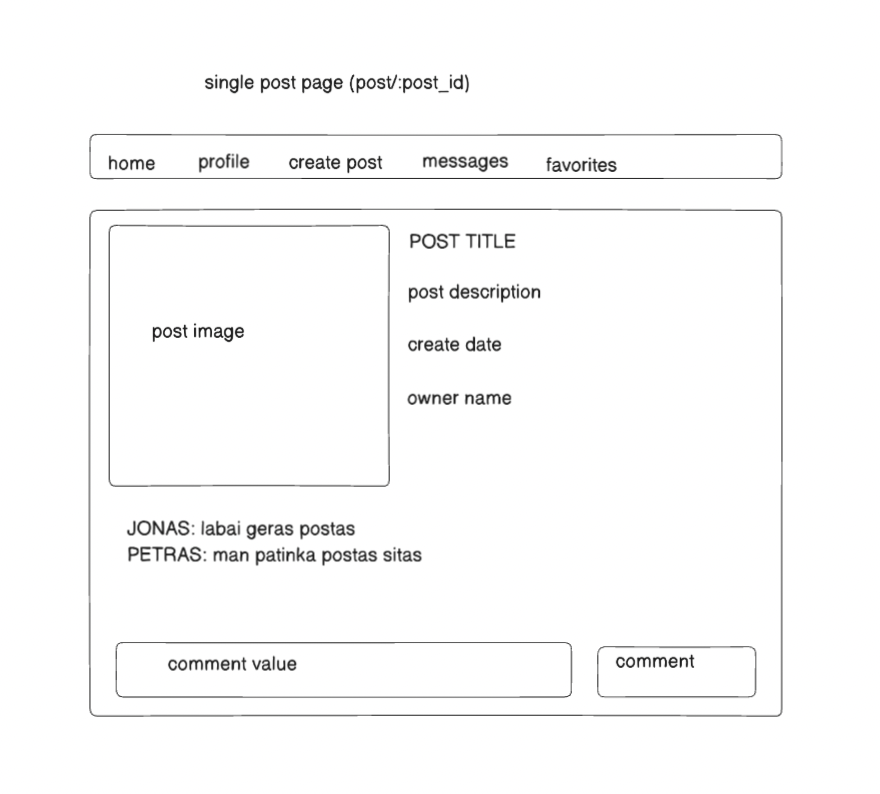 single post page (post/:post_id)
home profile create post messages favorites
POST TITLE
post description
post image
create date
owner name
JONAS: labai geras postas
PETRAS: man patinka postas sitas
comment value
comment